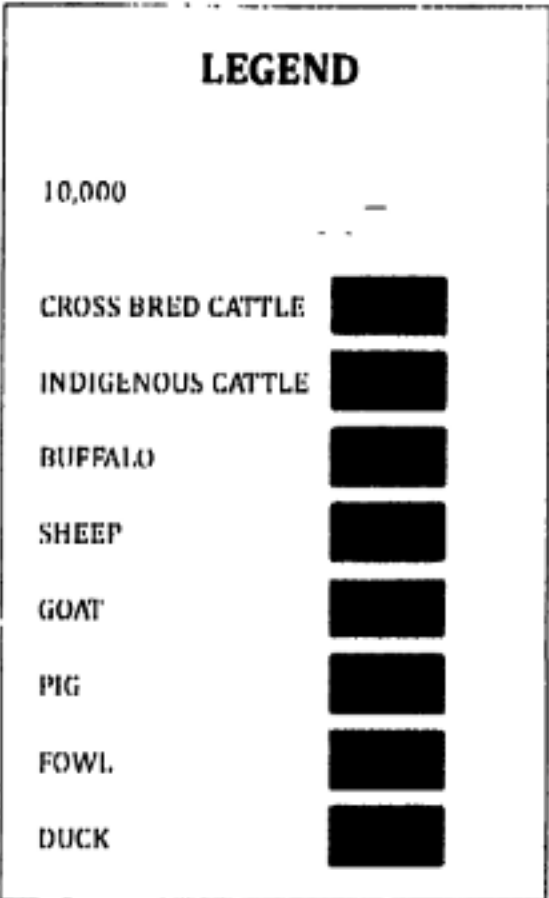 LEGEND
10,000
CROSS BRED CATTLE
INDIGENOUS CATTLE
BUFFALO
SHEEP
GOAT
PIG
FOWL
DUCK